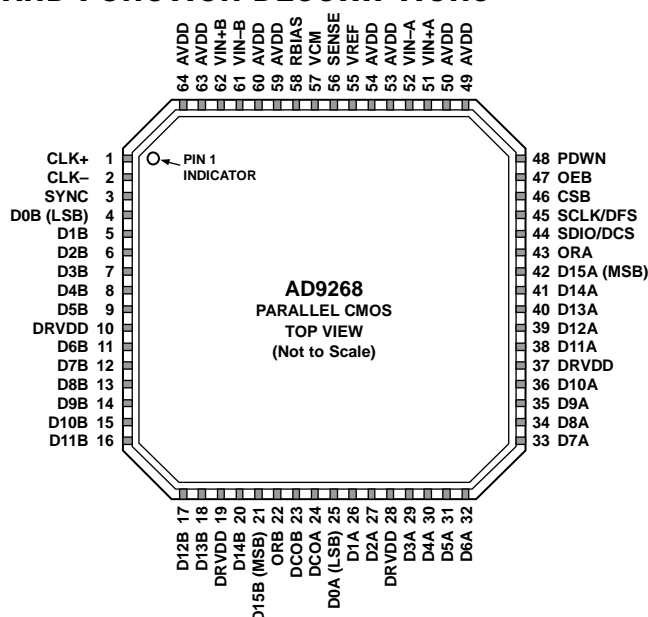 64 AVDD
63 AVDD
62 VIN+B
61 VIN–B
60 AVDD
59 AVDD
58 RBIAS
57 VCM
56 SENSE
55 VREF
54 AVDD
53 AVDD
52 VIN–A
51 VIN+A
50 AVDD
49 AVDD
CLK+ 1
CLK– 2
SYNC 3
D0B (LSB) 4
D1B 5
D2B 6
D3B 7
D4B 8
D5B 9
DRVDD 10
D6B 11
D7B 12
D8B 13
D9B 14
D10B 15
D11B 16
PIN 1
INDICATOR
AD9268
PARALLEL CMOS
TOP VIEW
(Not to Scale)
48 PDWN
47 OEB
46 CSB
45 SCLK/DFS
44 SDIO/DCS
43 ORA
42 D15A (MSB)
41 D14A
40 D13A
39 D12A
38 D11A
37 DRVDD
36 D10A
35 D9A
34 D8A
33 D7A
D12B 17
D13B 18
DRVDD 19
D14B 20
D15B (MSB) 21
ORB 22
DCOB 23
DCOA 24
D0A (LSB) 25
D1A 26
D2A 27
DRVDD 28
D3A 29
D4A 30
D5A 31
D6A 32